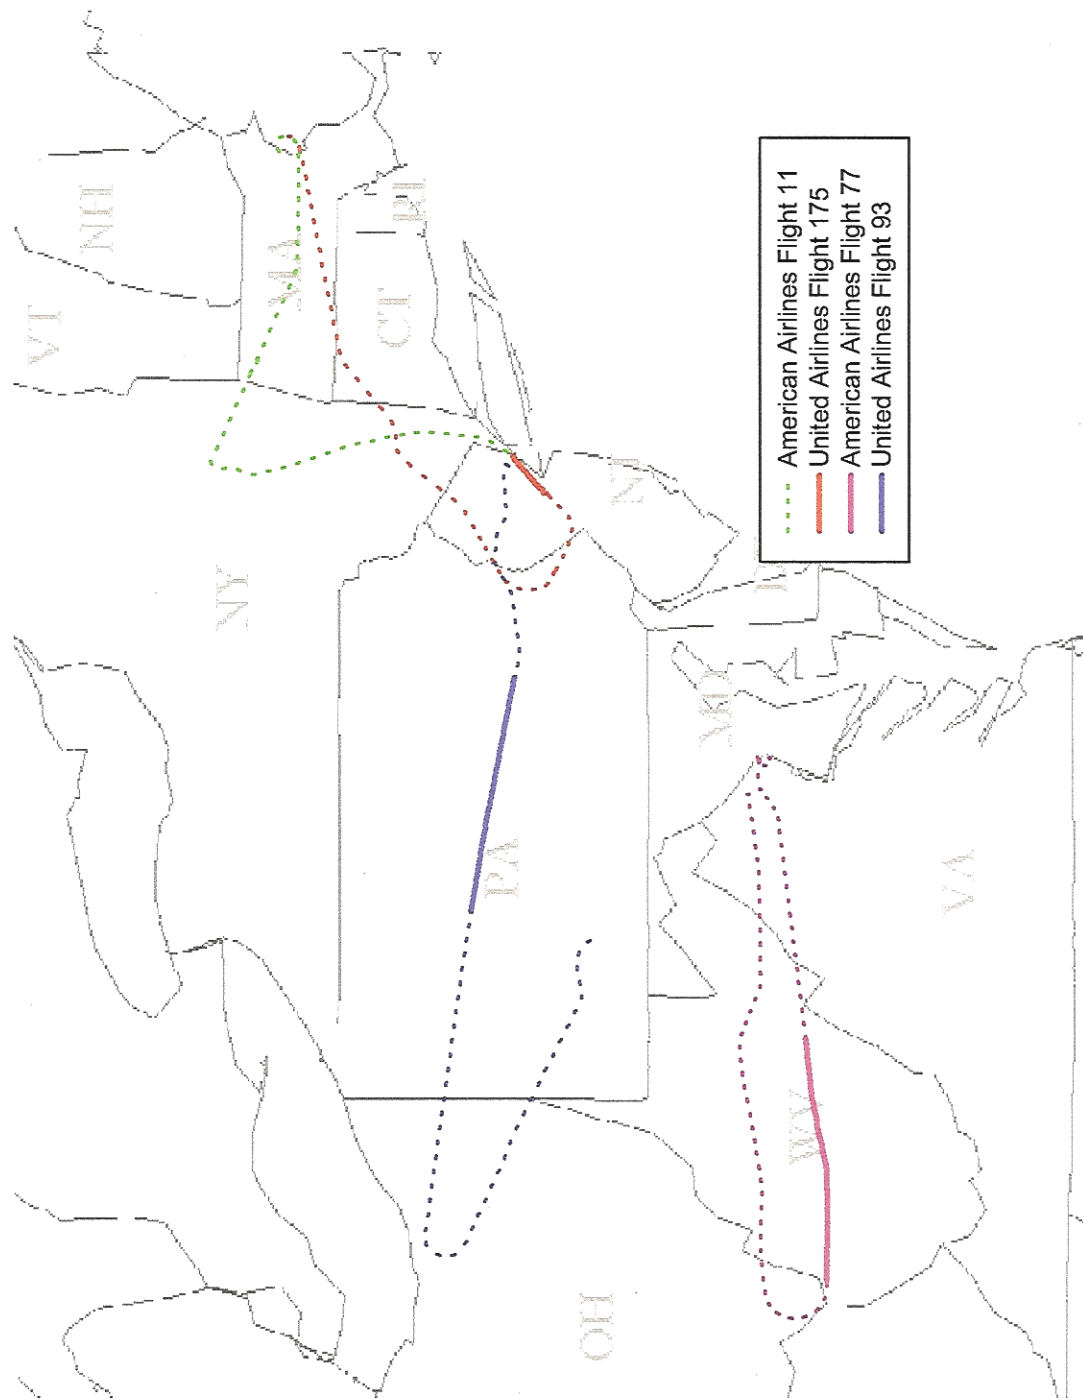 VT
NH
MA
NY
CT
RI
NJ
PA
MD
OH
WV
VA
American Airlines Flight 11
United Airlines Flight 175
American Airlines Flight 77
United Airlines Flight 93